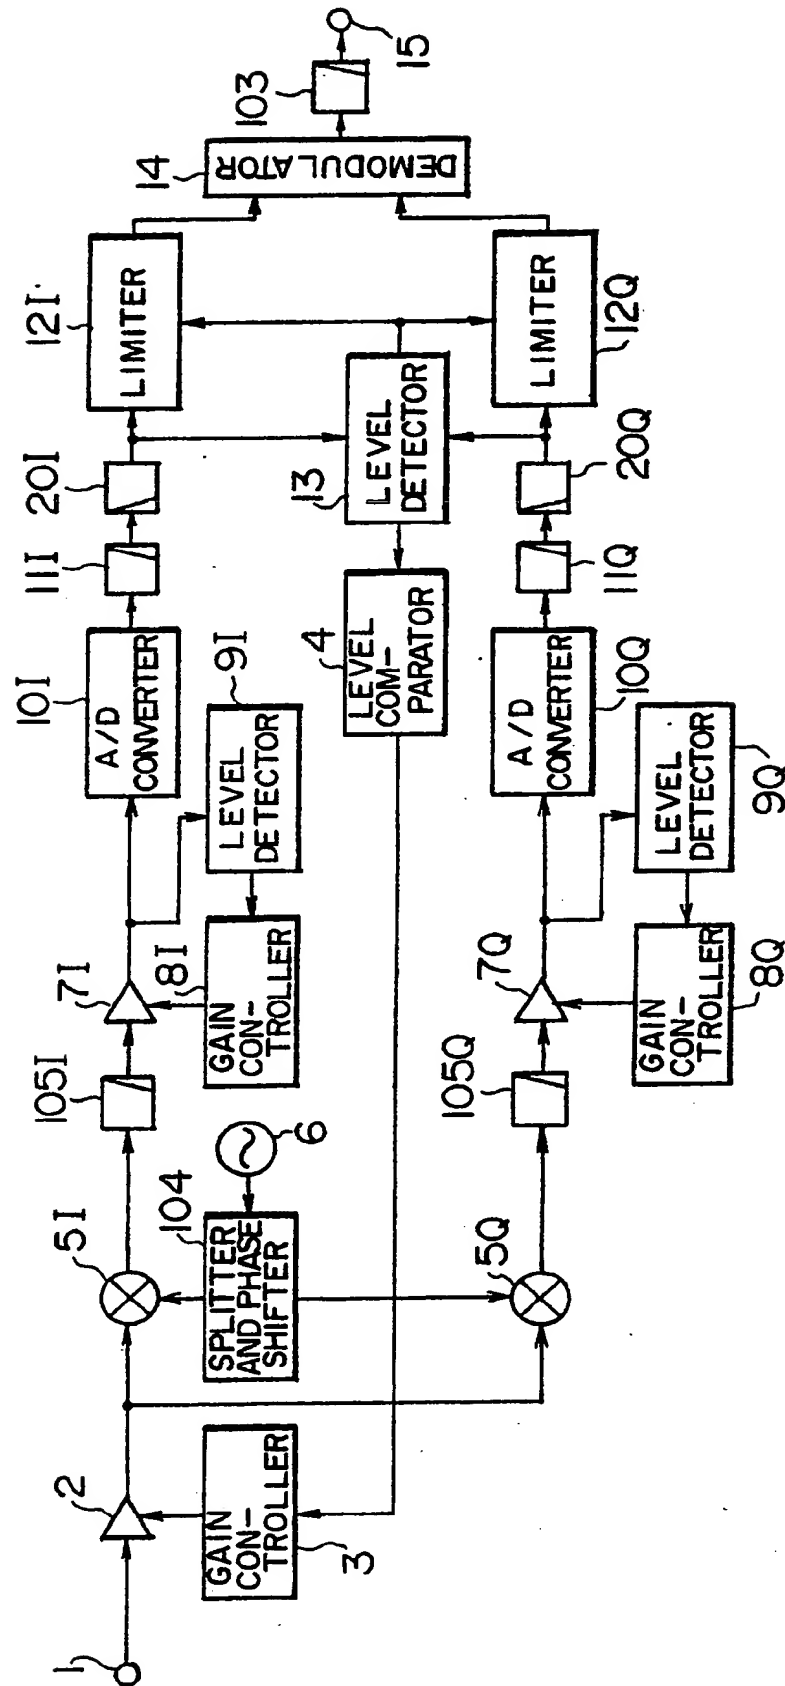 1
2
GAIN
CON-
TROLLER
3
5I
104
SPLITTER
AND PHASE
SHIFTER
6
5Q
105I
7I
8I
GAIN
CON-
TROLLER
9I
LEVEL
DETECTOR
105Q
7Q
GAIN
CON-
TROLLER
8Q
LEVEL
DETECTOR
9Q
10I
A/D
CONVERTER
11I
20I
4
LEVEL
COM-
PARATOR
13
LEVEL
DETECTOR
A/D
CONVERTER
10Q
11Q
20Q
12I
LIMITER
LIMITER
12Q
14
DEMODULATOR
103
15